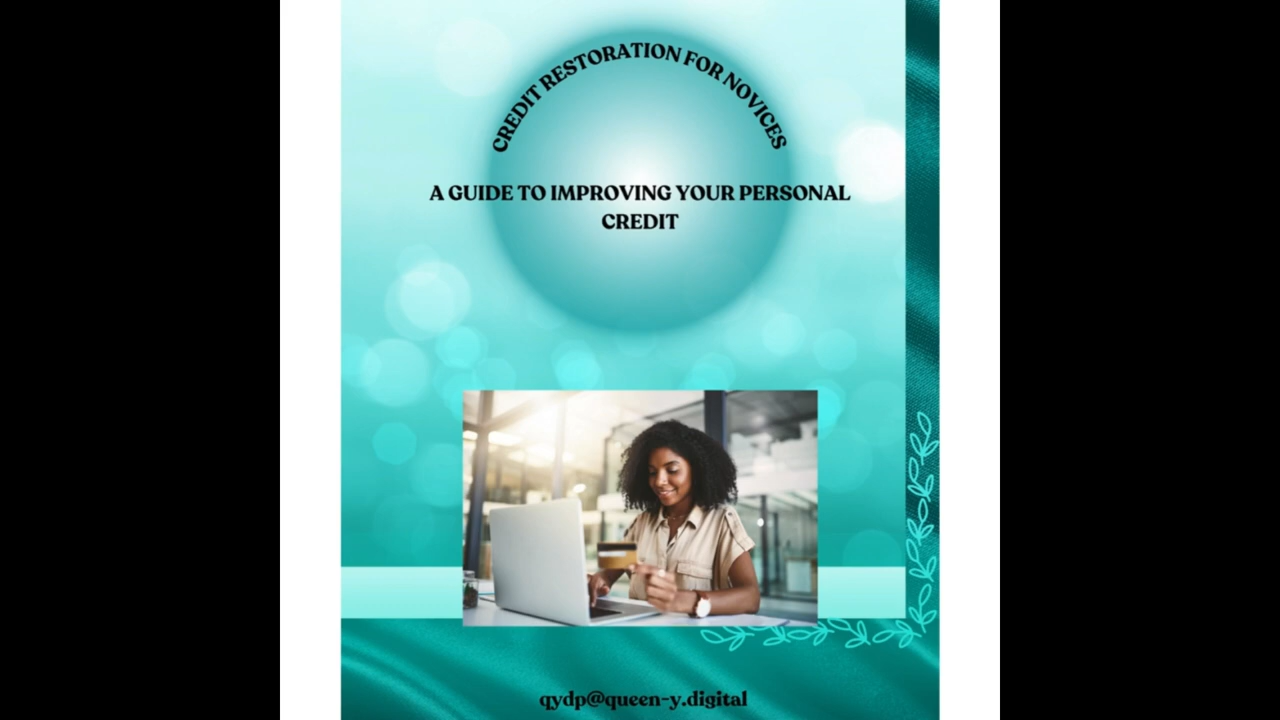 CREDIT RESTORATION FOR NOVICES
A GUIDE TO IMPROVING YOUR PERSONAL
CREDIT
qydp@queen-y.digital